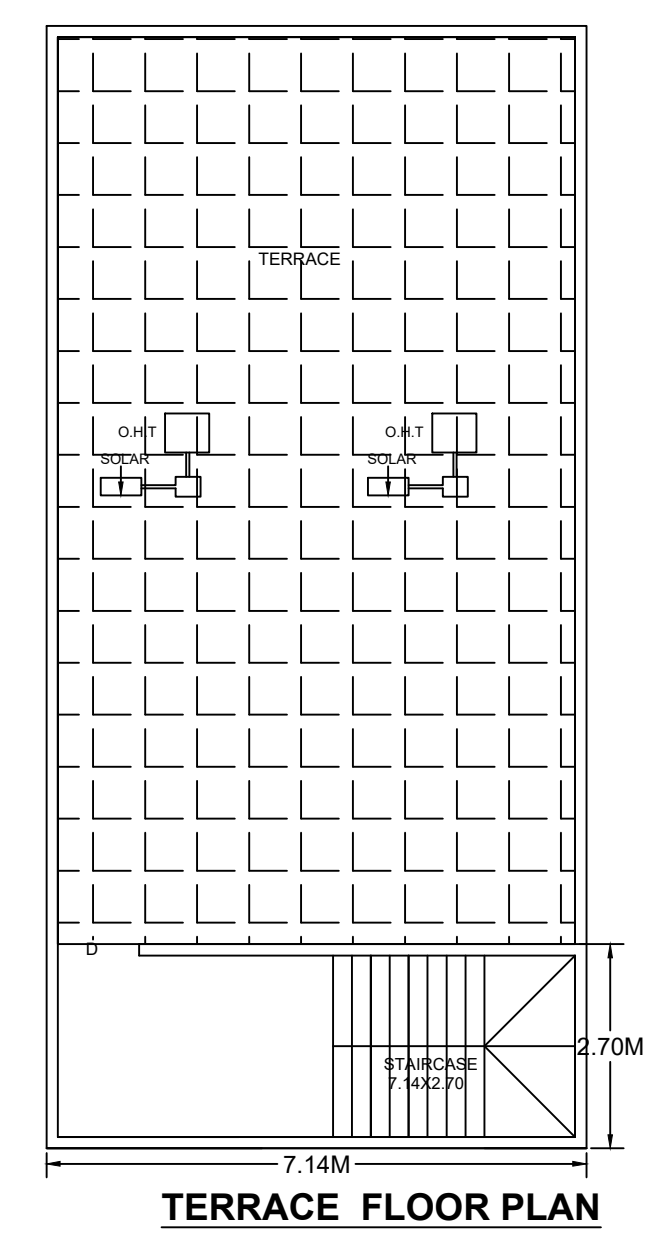 TERRACE
O.H.T
O.H.T
SOLAR
SOLAR
D
2.70M
STAIRCASE
7.14X2.70
7.14M
TERRACE FLOOR PLAN